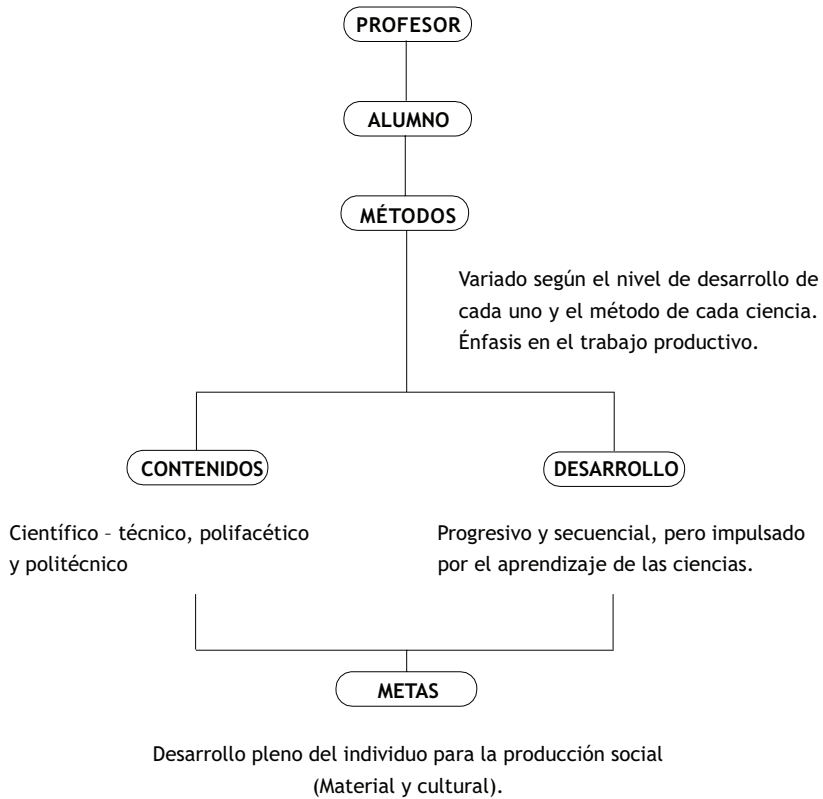 PROFESOR
ALUMNO
MÉTODOS
Variado según el nivel de desarrollo de
cada uno y el método de cada ciencia.
Énfasis en el trabajo productivo.
CONTENIDOS
DESARROLLO
Científico – técnico, polifacético
y politécnico
Progresivo y secuencial, pero impulsado
por el aprendizaje de las ciencias.
METAS
Desarrollo pleno del individuo para la producción social
(Material y cultural).